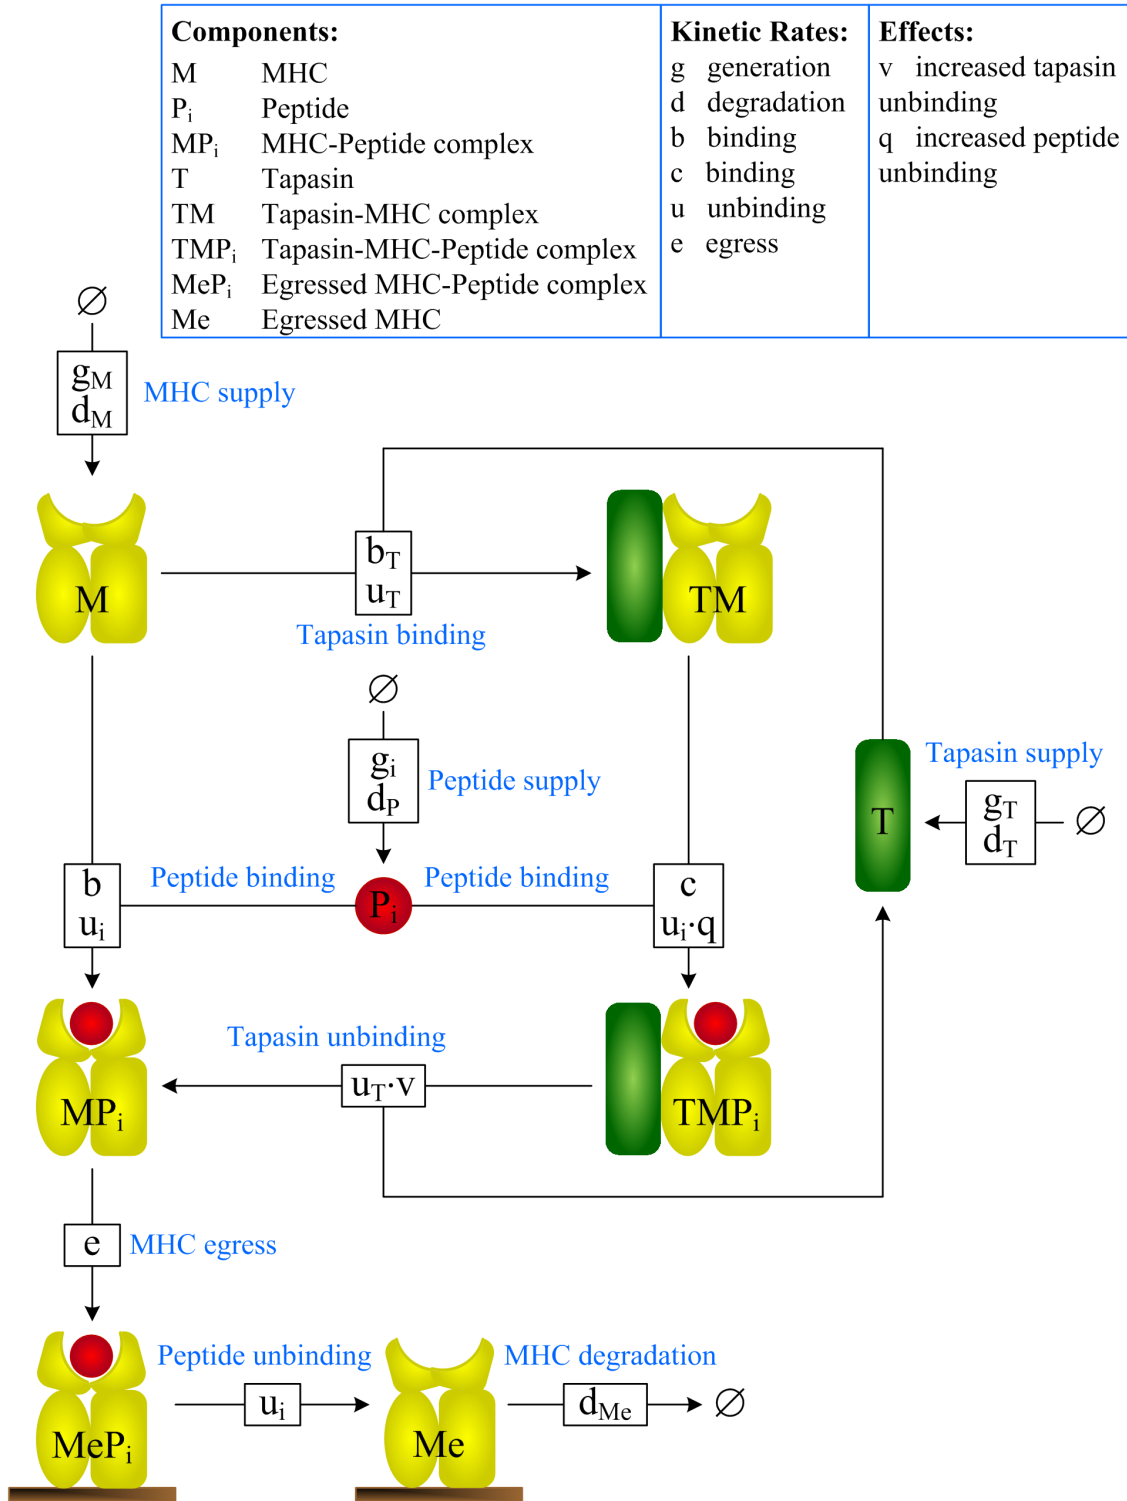 Components:
M MHC
Pi Peptide
MPi MHC-Peptide complex
T Tapasin
TM Tapasin-MHC complex
TMPi Tapasin-MHC-Peptide complex
MePi Egressed MHC-Peptide complex
Me Egressed MHC
Kinetic Rates:
g generation
d degradation
b binding
c binding
u unbinding
e egress
Effects:
v increased tapasin
unbinding
q increased peptide
unbinding
∅
gM
dM
MHC supply
M
bT
uT
Tapasin binding
TM
∅
gi
dP
Peptide supply
Tapasin supply
T
gT
dT
∅
b
ui
Peptide binding
Pi
Peptide binding
c
ui·q
MPi
Tapasin unbinding
uT·v
TMPi
e
MHC egress
MePi
Peptide unbinding
ui
Me
MHC degradation
dMe
∅